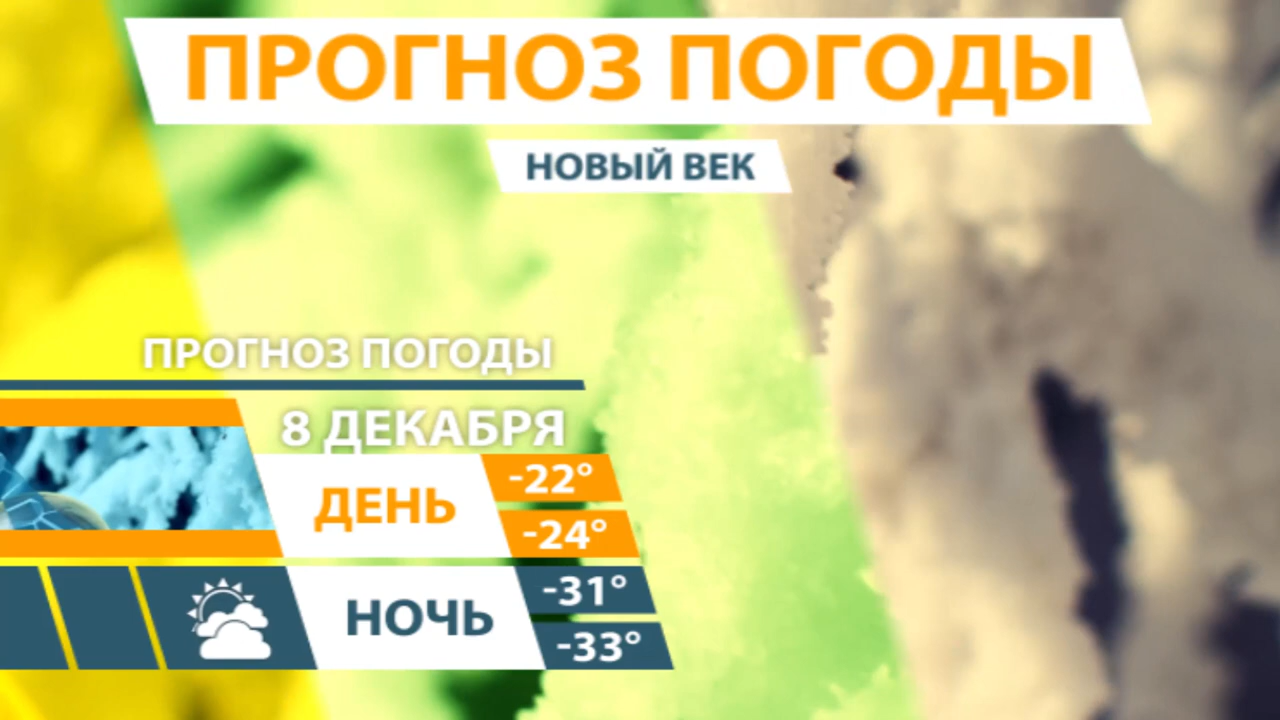 ПРОГНОЗ ПОГОДЫ
НОВЫЙ ВЕК
ПРОГНОЗ ПОГОДЫ
8 ДЕКАБРЯ
ДЕНЬ
-22°
-24°
НОЧЬ
-31°
-33°